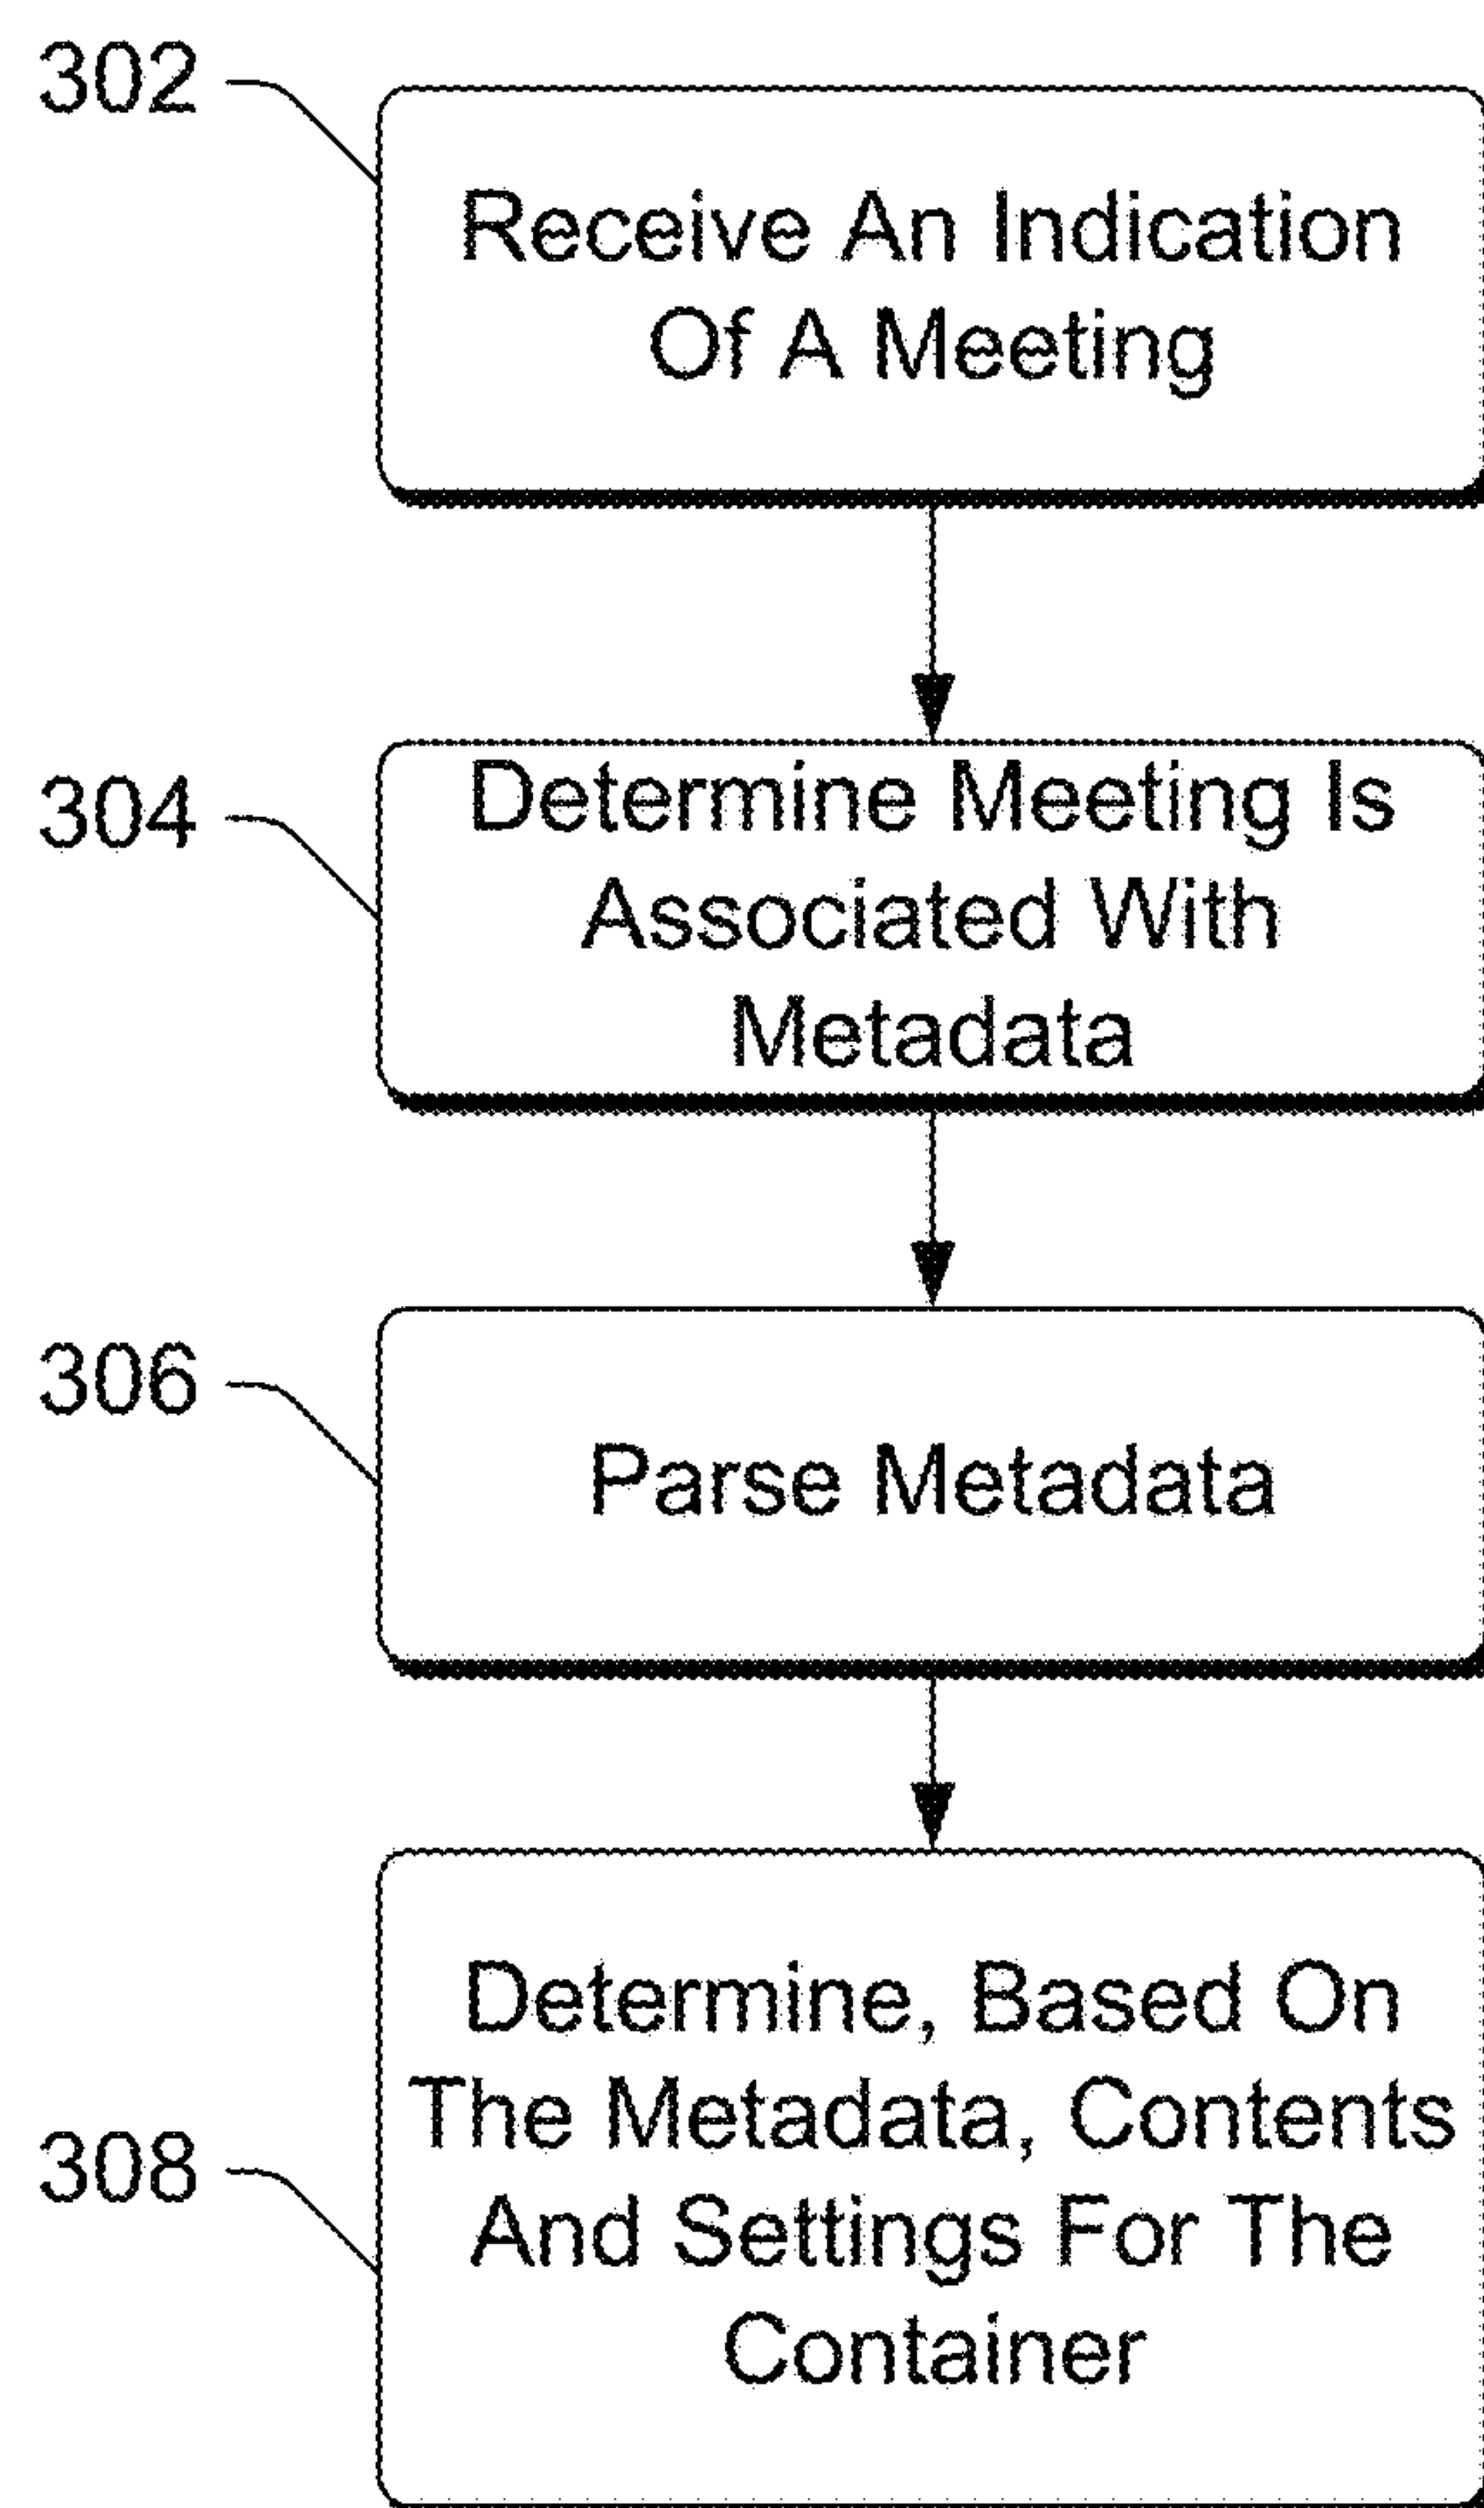 302
Receive An Indication
Of A Meeting
304
Determine Meeting Is
Associated With
Metadata
306
Parse Metadata
308
Determine, Based On
The Metadata, Contents
And Settings For The
Container